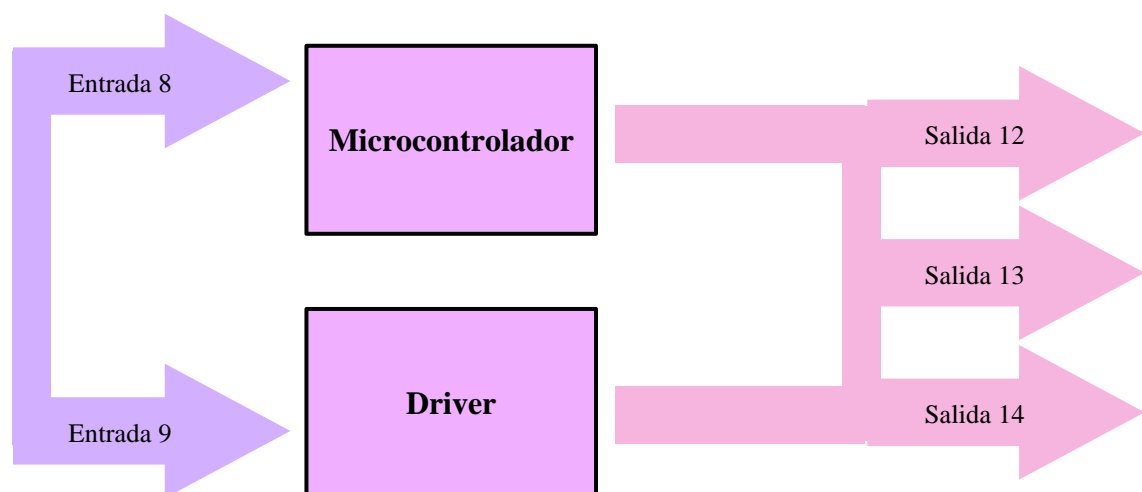 Entrada 8
Microcontrolador
Salida 12
Salida 13
Entrada 9
Driver
Salida 14